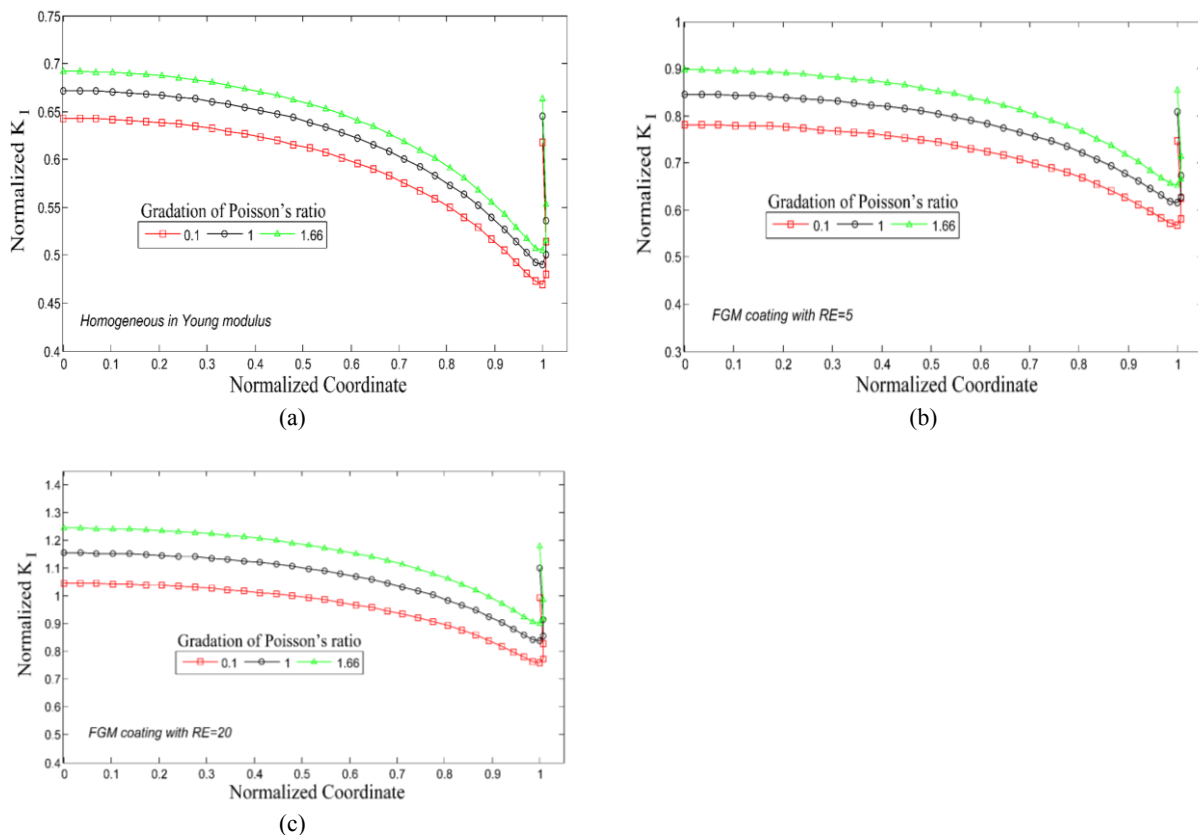 0.75
0.7
0.65
0.6
0.55
0.5
0.45
0.4
Normalized K I
Gradation of Poisson's ratio
0.1 1 1.66
Homogeneous in Young modulus
0 0.1 0.2 0.3 0.4 0.5 0.6 0.7 0.8 0.9 1
Normalized Coordinate
(a)
1
0.9
0.8
0.7
0.6
0.5
0.4
0.3
Normalized K I
Gradation of Poisson's ratio
0.1 1 1.66
FGM coating with RE=5
0 0.1 0.2 0.3 0.4 0.5 0.6 0.7 0.8 0.9 1
Normalized Coordinate
(b)
1.4
1.3
1.2
1.1
1
0.9
0.8
0.7
0.6
0.5
0.4
Normalized K I
Gradation of Poisson's ratio
0.1 1 1.66
FGM coating with RE=20
0 0.1 0.2 0.3 0.4 0.5 0.6 0.7 0.8 0.9 1
Normalized Coordinate
(c)